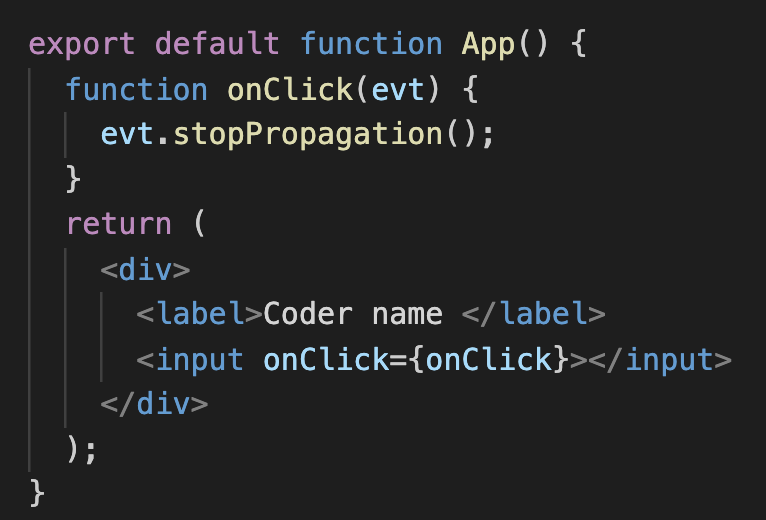 export default function App() {
  function onClick(evt) {
    evt.stopPropagation();
  }
  return (
    <div>
      <label>Coder name </label>
      <input onClick={onClick}></input>
    </div>
  );
}